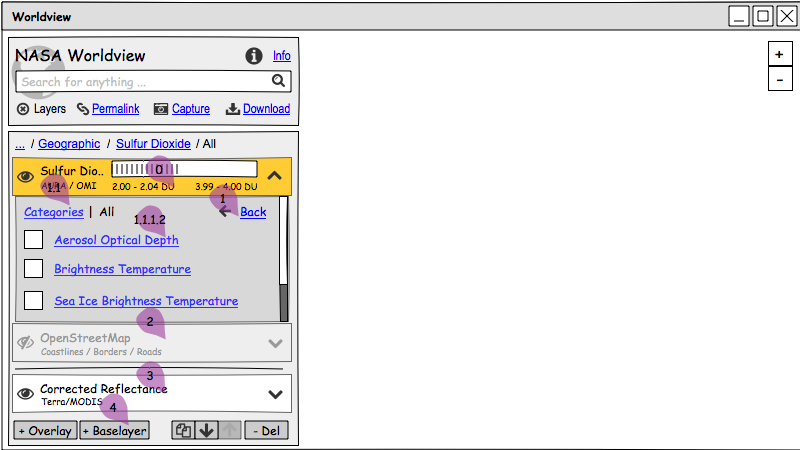 Worldview
NASA Worldview
Info
Search for anything ...
Layers Permalink Capture Download
... / Geographic / Sulfur Dioxide / All
Sulfur Dio..
0
AURA / OMI 2.00 - 2.04 DU 3.99 - 4.00 DU
1.1
1
Categories | All Back
1,1,1,2
Aerosol Optical Depth
Brightness Temperature
Sea Ice Brightness Temperature
2
OpenStreetMap
Coastlines / Borders / Roads
3
Corrected Reflectance
Terra/MODIS
4
+ Overlay + Baselayer - Del
+
-